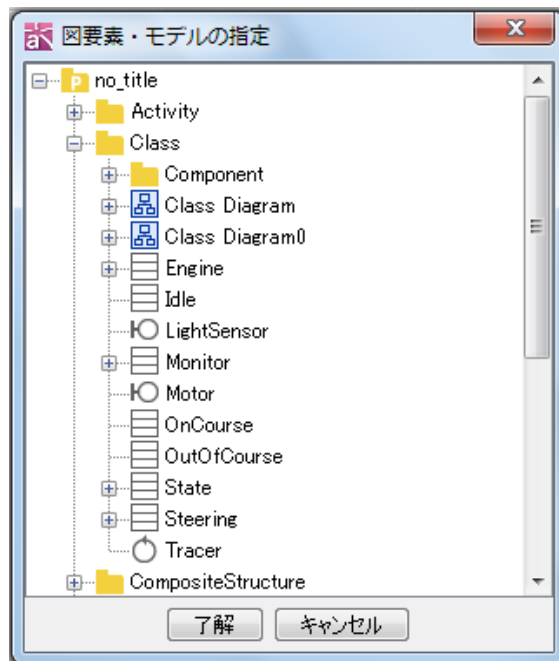 図要素・モデルの指定
no_title
Activity
Class
Component
Class Diagram
Class Diagram0
Engine
Idle
LightSensor
Monitor
Motor
OnCourse
OutOfCourse
State
Steering
Tracer
CompositeStructure
了解 キャンセル